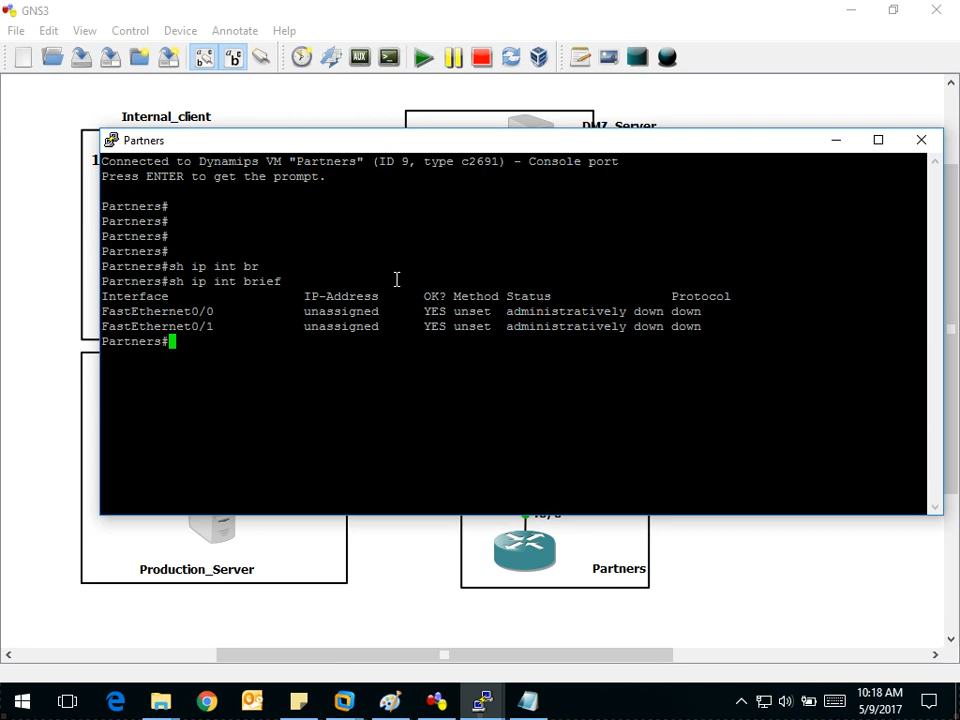 GNS3
File Edit View Control Device Annotate Help
AUX
Internal_client
DMZ_Server
1
Partners
Connected to Dynamips VM "Partners" (ID 9, type c2691) - Console port
Press ENTER to get the prompt.
Partners#
Partners#
Partners#
Partners#
Partners#sh ip int br
Partners#sh ip int brief
Interface IP-Address OK? Method Status Protocol
FastEthernet0/0 unassigned YES unset administratively down down
FastEthernet0/1 unassigned YES unset administratively down down
Partners#
Production_Server
Partners
10:18 AM
5/9/2017